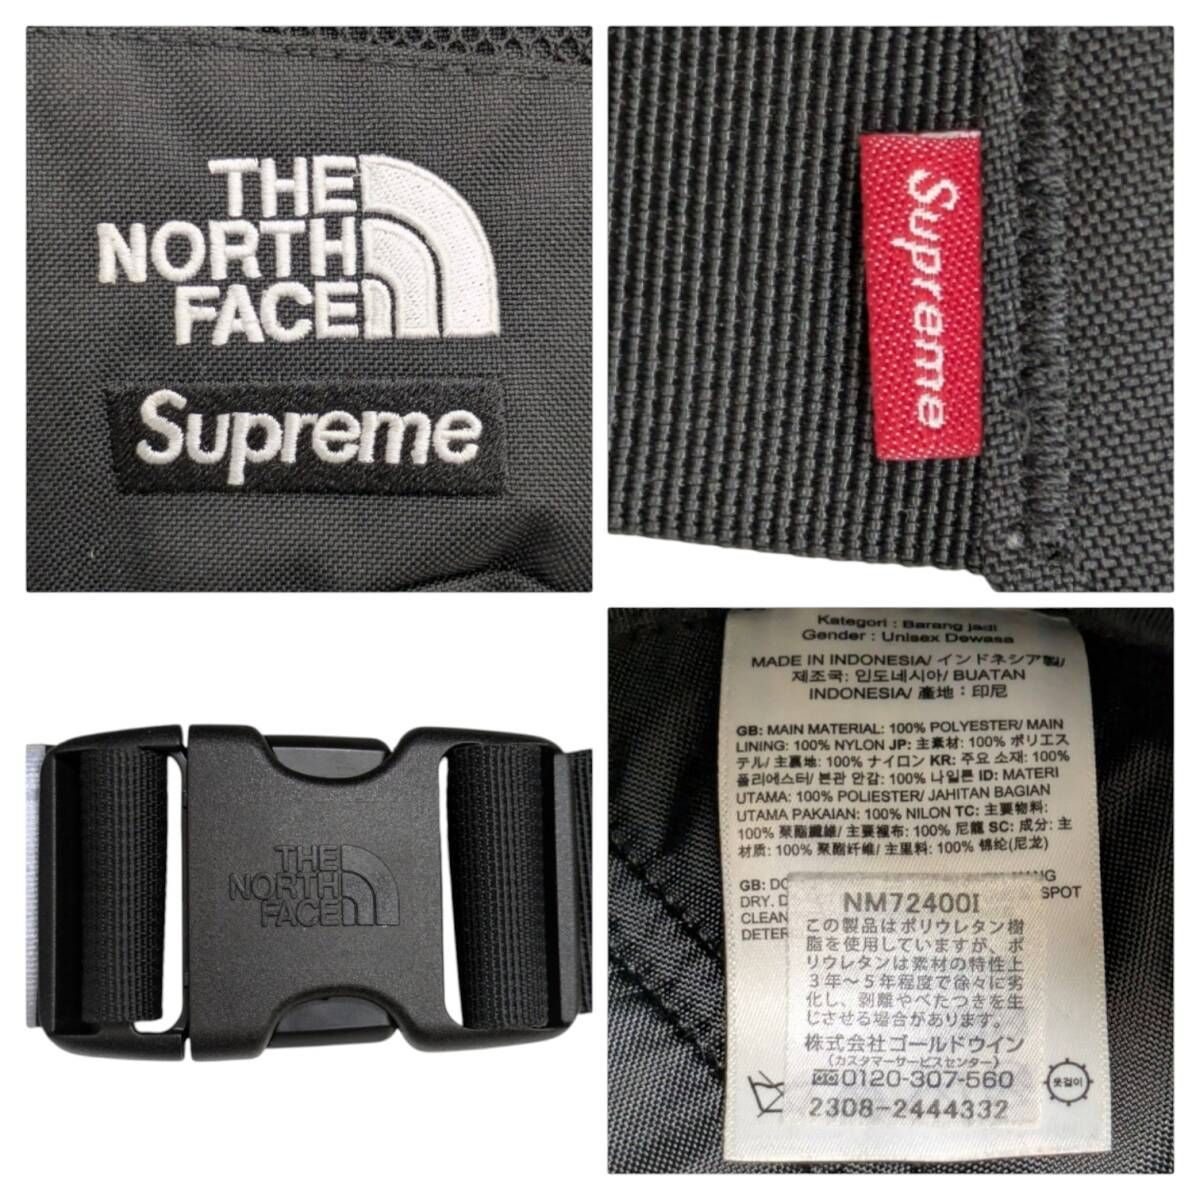 THE
NORTH
FACE
Supreme
Supreme
THE
NORTH
FACE
Kategori : Barang jadi
Gender : Unisex Dewasa
MADE IN INDONESIA/ インドネシア製/
제조국: 인도네시아/ BUATAN
INDONESIA/ 產地 : 印尼
GB: MAIN MATERIAL: 100% POLYESTER/ MAIN
LINING: 100% NYLON JP: 主素材: 100% ポリエス
テル/ 主裏地: 100% ナイロン KR: 주요 소재: 100%
폴리에스터/ 본관 안감: 100% 나일론 ID: MATERI
UTAMA: 100% POLIESTER/ JAHITAN BAGIAN
UTAMA PAKAIAN: 100% NILON TC: 主要物料:
100% 聚酯纖維/ 主要襯布: 100% 尼龍 SC: 成分: 主
材质: 100% 聚酯纤维/ 主里料: 100% 锦纶(尼龙)
GB:
DRY.
SPOT
CLEAN
NM72400I
この製品はポリウレタン樹
脂を使用していますが、ポ
リウレタンは素材の特性上
3年～5年程度で徐々に劣
化し、剥離やべたつきを生
じさせる場合があります。
株式会社ゴールドウイン
(カスタマーサービスセンター)
0120-307-560
2308-2444332
옷걸이